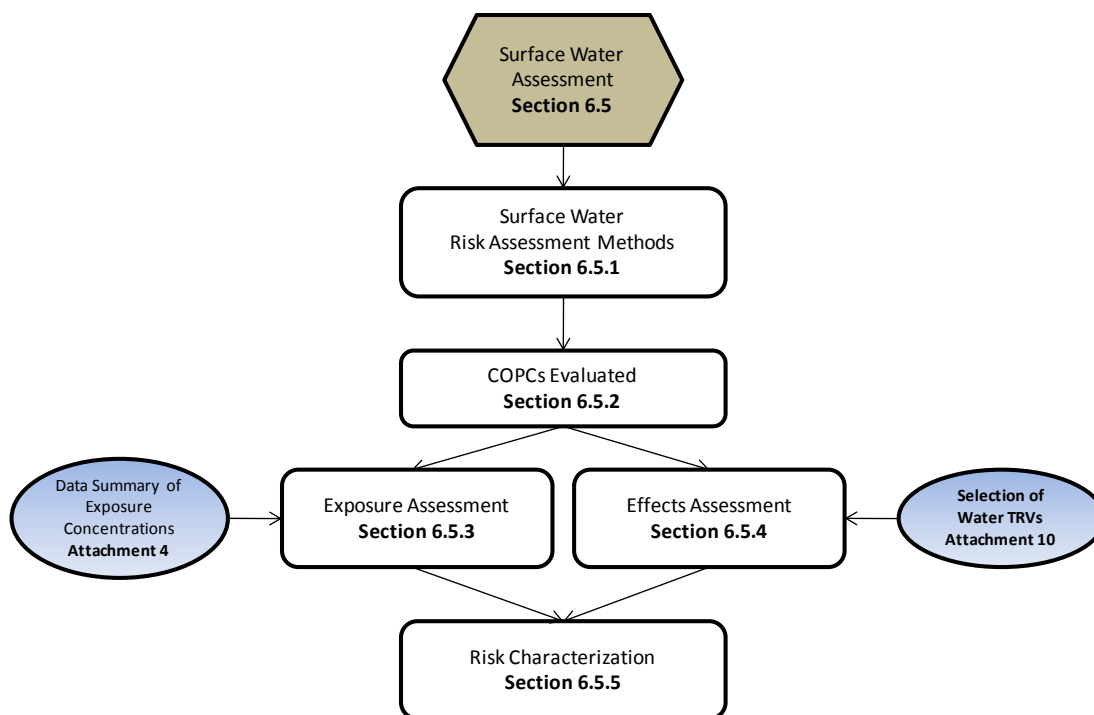 Surface Water
Assessment
Section 6.5
Surface Water
Risk Assessment Methods
Section 6.5.1
COPCs Evaluated
Section 6.5.2
Data Summary of
Exposure
Concentrations
Attachment 4
Exposure Assessment
Section 6.5.3
Effects Assessment
Section 6.5.4
Selection of
Water TRVs
Attachment 10
Risk Characterization
Section 6.5.5